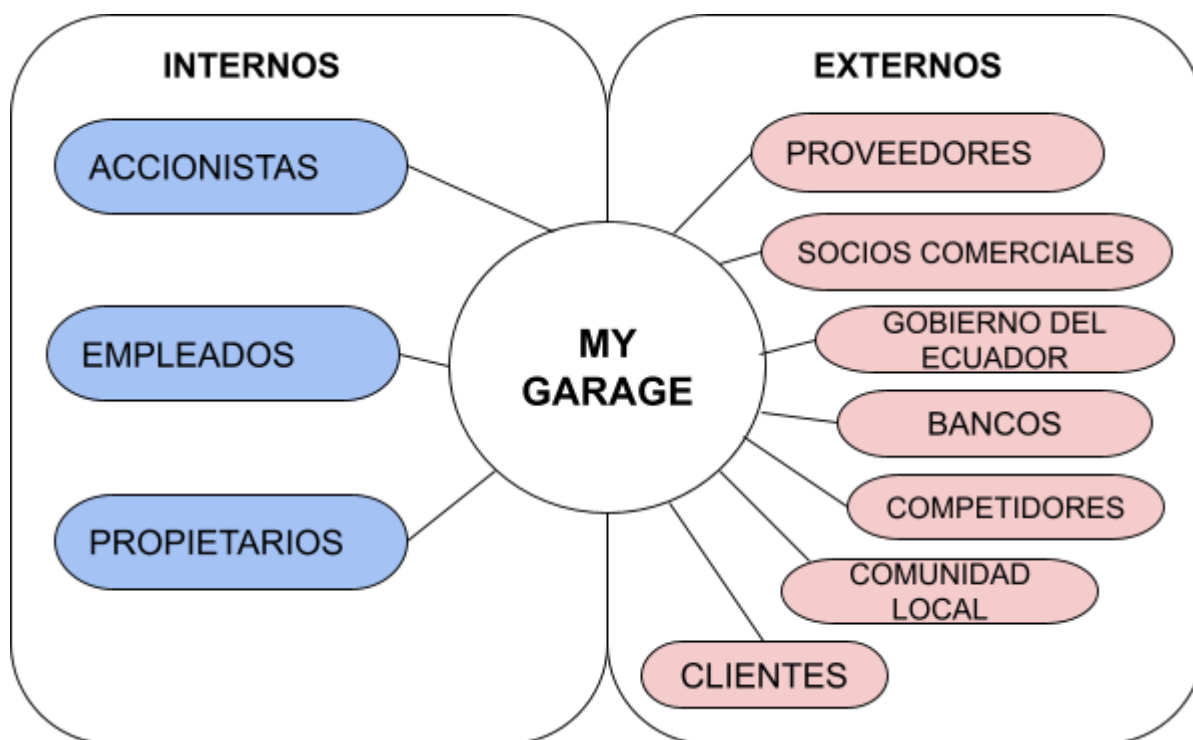 INTERNOS
ACCIONISTAS
EMPLEADOS
PROPIETARIOS
MY
GARAGE
EXTERNOS
PROVEEDORES
SOCIOS COMERCIALES
GOBIERNO DEL
ECUADOR
BANCOS
COMPETIDORES
COMUNIDAD
LOCAL
CLIENTES